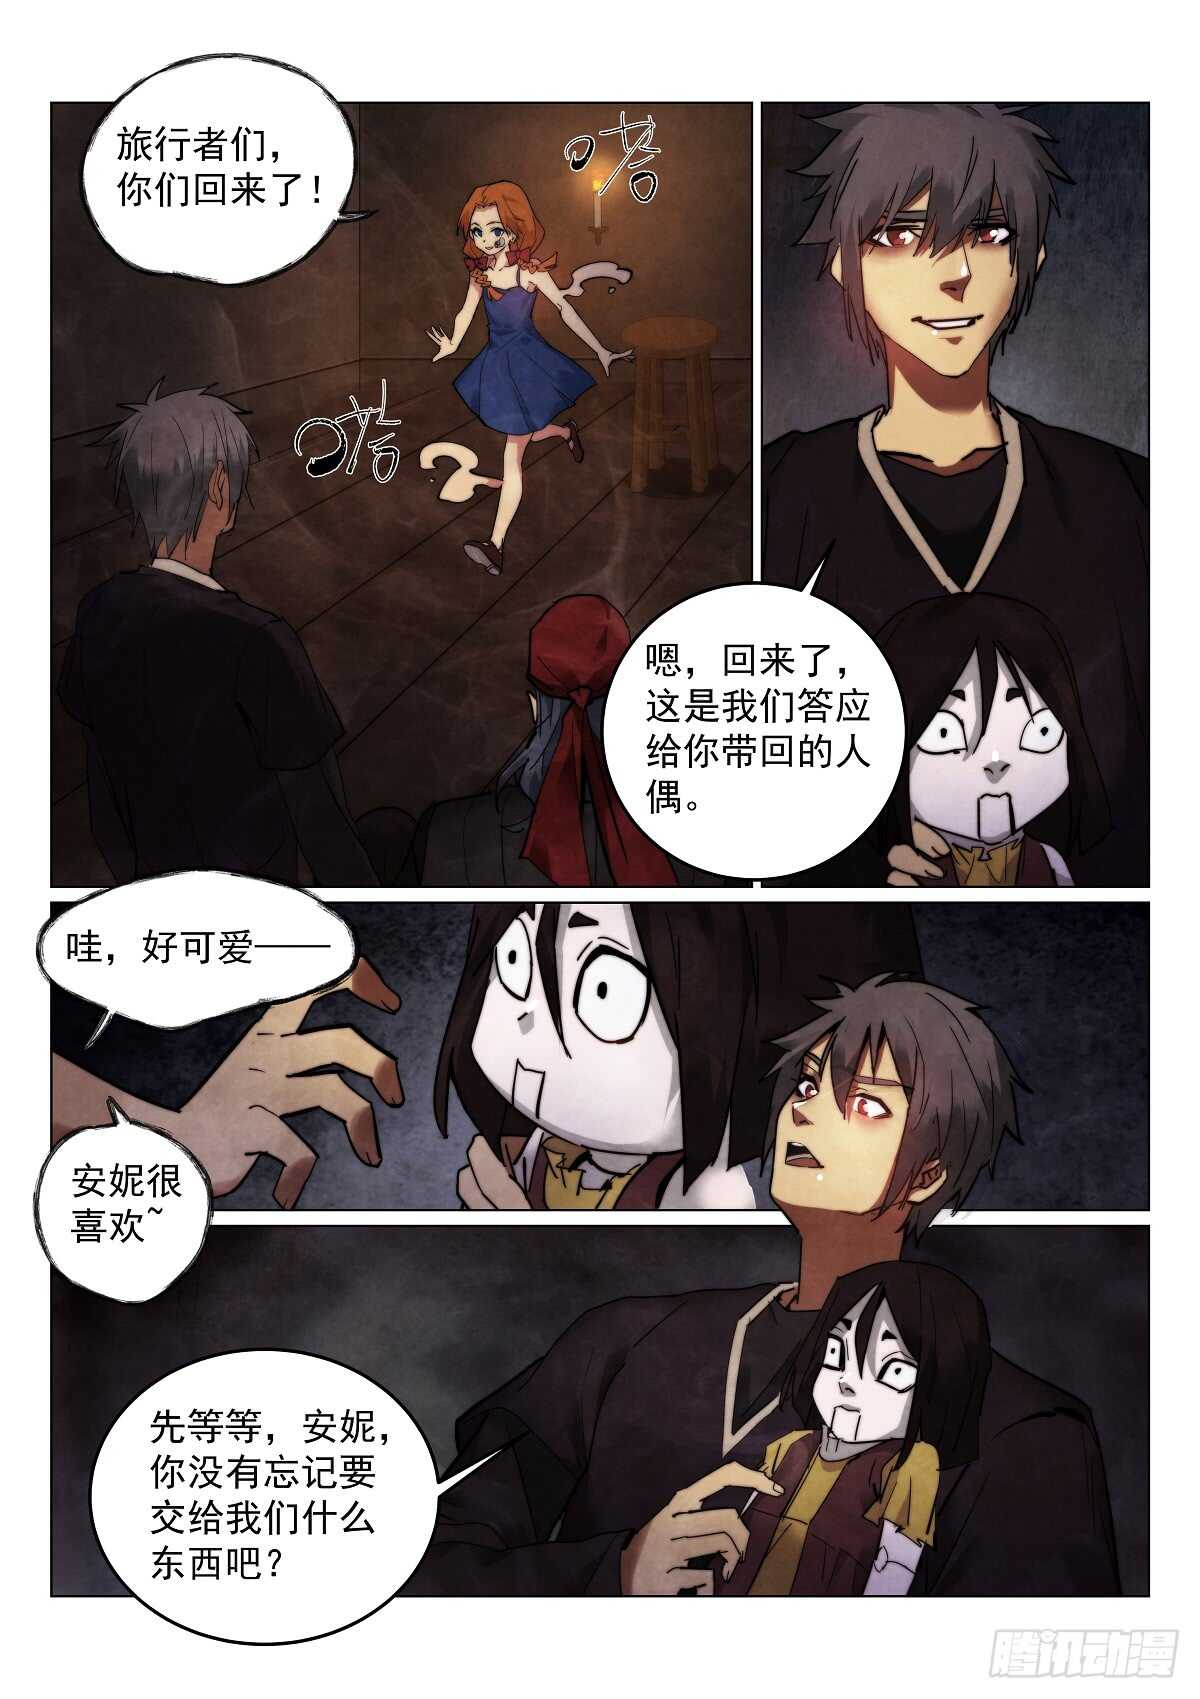 旅行者们，
你们回来了！
嗒
嗒
嗯，回来了，
这是我们答应
给你带回的人
偶。
哇，好可爱——
安妮很
喜欢~
先等等，安妮，
你没有忘记要
交给我们什么
东西吧？
腾讯动漫